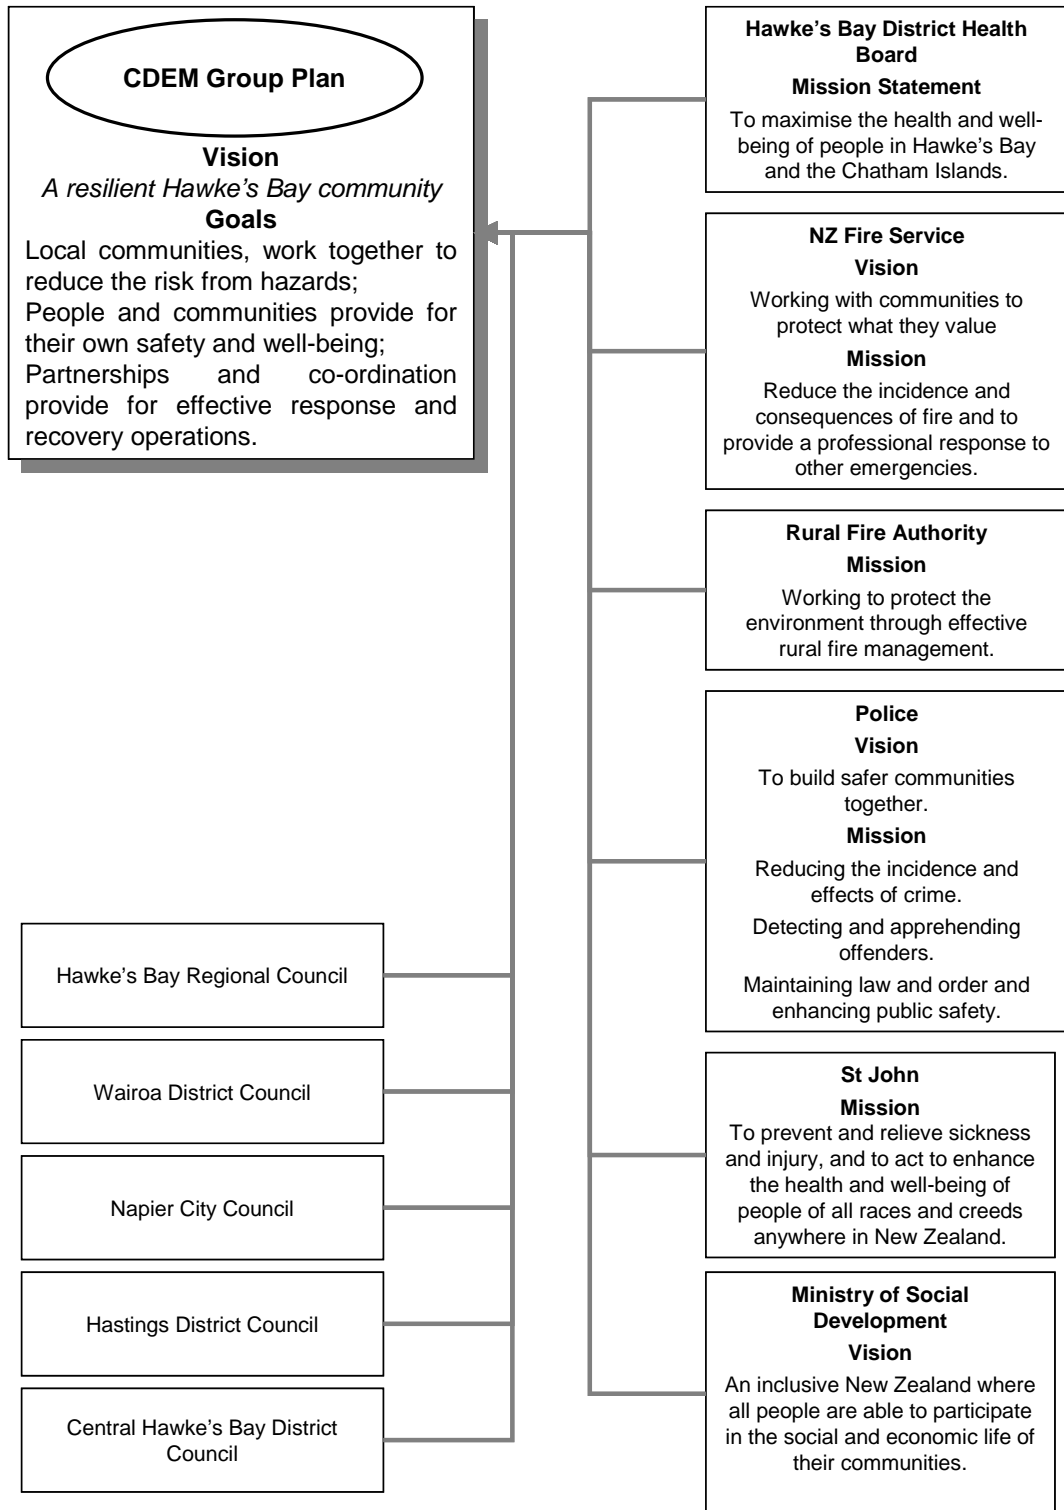 CDEM Group Plan
Vision
A resilient Hawke's Bay community
Goals
Local communities, work together to
reduce the risk from hazards;
People and communities provide for
their own safety and well-being;
Partnerships and co-ordination
provide for effective response and
recovery operations.
Hawke's Bay Regional Council
Wairoa District Council
Napier City Council
Hastings District Council
Central Hawke's Bay District
Council
Hawke's Bay District Health
Board
Mission Statement
To maximise the health and well-
being of people in Hawke's Bay
and the Chatham Islands.
NZ Fire Service
Vision
Working with communities to
protect what they value
Mission
Reduce the incidence and
consequences of fire and to
provide a professional response to
other emergencies.
Rural Fire Authority
Mission
Working to protect the
environment through effective
rural fire management.
Police
Vision
To build safer communities
together.
Mission
Reducing the incidence and
effects of crime.
Detecting and apprehending
offenders.
Maintaining law and order and
enhancing public safety.
St John
Mission
To prevent and relieve sickness
and injury, and to act to enhance
the health and well-being of
people of all races and creeds
anywhere in New Zealand.
Ministry of Social
Development
Vision
An inclusive New Zealand where
all people are able to participate
in the social and economic life of
their communities.